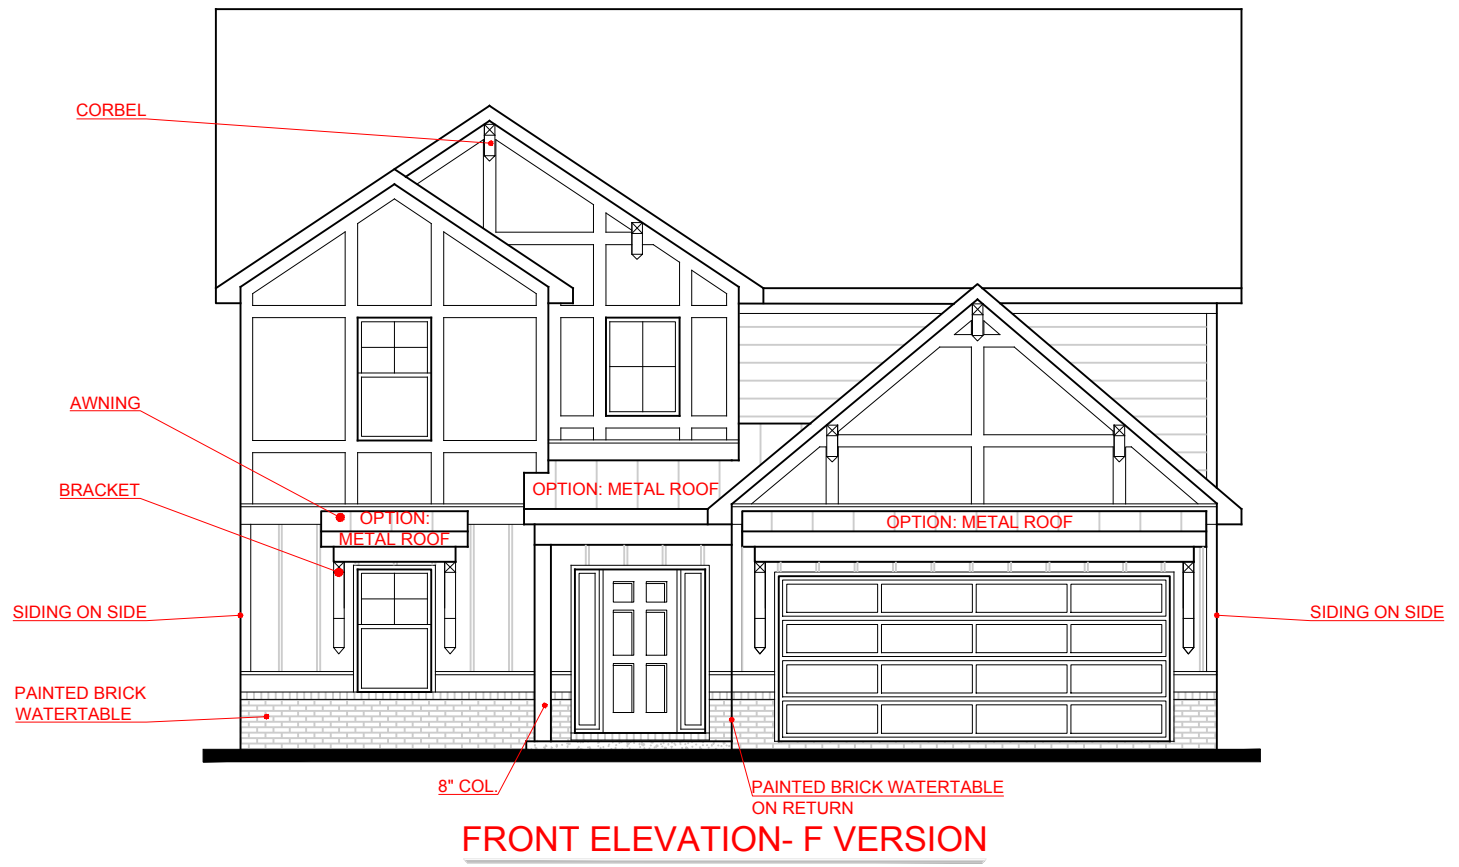 CORBEL
AWNING
BRACKET
OPTION: METAL ROOF
OPTION:
METAL ROOF
OPTION: METAL ROOF
SIDING ON SIDE
SIDING ON SIDE
PAINTED BRICK
WATERTABLE
8" COL.
PAINTED BRICK WATERTABLE
ON RETURN
FRONT ELEVATION- F VERSION